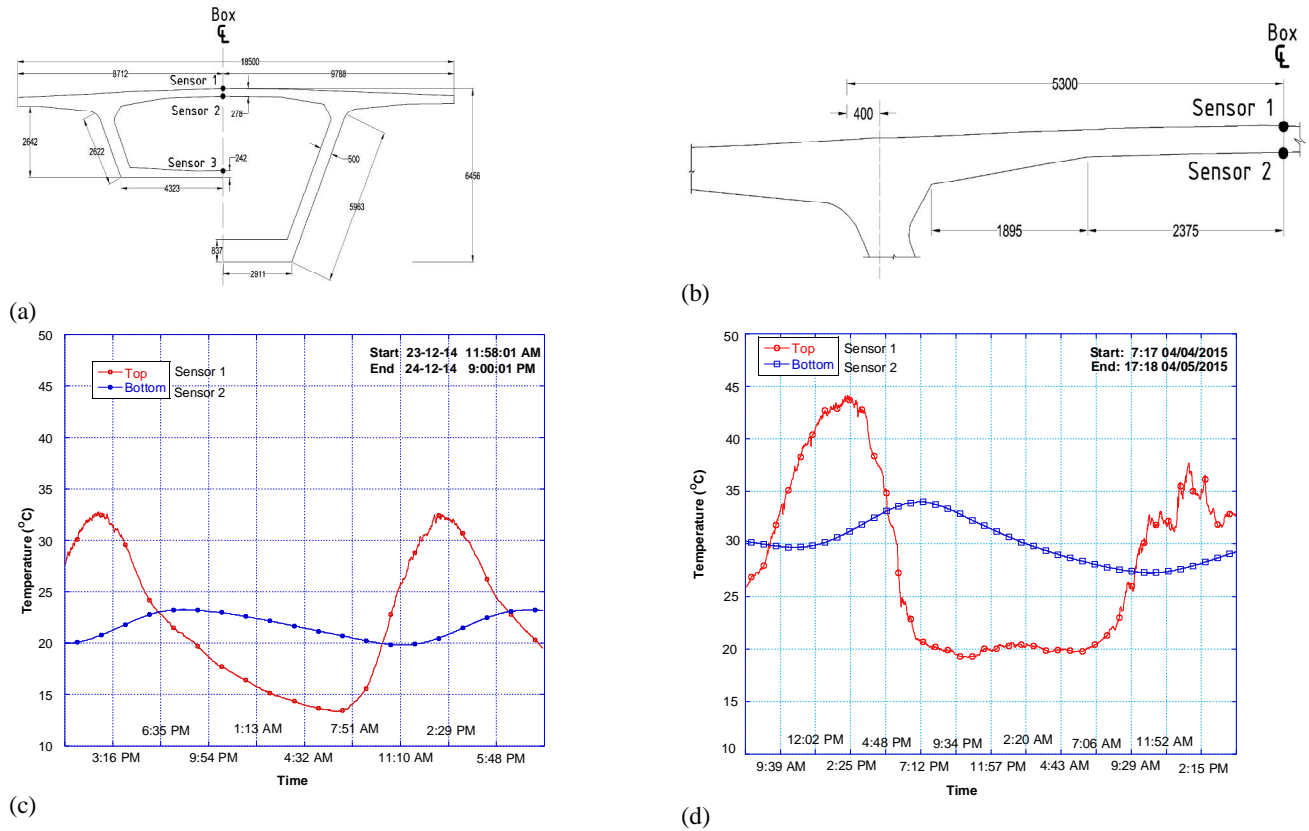 Box
℄
18500
8712
9788
Sensor 1
Sensor 2
278
2642
2622
500
6456
Sensor 3
242
4323
5963
837
2911
(a)
Box
℄
5300
400
Sensor 1
Sensor 2
1895
2375
(b)
50
45
40
35
30
25
20
15
10
Temperature (°C)
Top Sensor 1
Bottom Sensor 2
Start 23-12-14 11:58:01 AM
End 24-12-14 9:00:01 PM
6:35 PM 1:13 AM 7:51 AM 2:29 PM
3:16 PM 9:54 PM 4:32 AM 11:10 AM 5:48 PM
Time
(c)
50
45
40
35
30
25
20
15
10
Temperature (°C)
Top Sensor 1
Bottom Sensor 2
Start: 7:17 04/04/2015
End: 17:18 04/05/2015
12:02 PM 4:48 PM 9:34 PM 2:20 AM 7:06 AM 11:52 AM
9:39 AM 2:25 PM 7:12 PM 11:57 PM 4:43 AM 9:29 AM 2:15 PM
Time
(d)